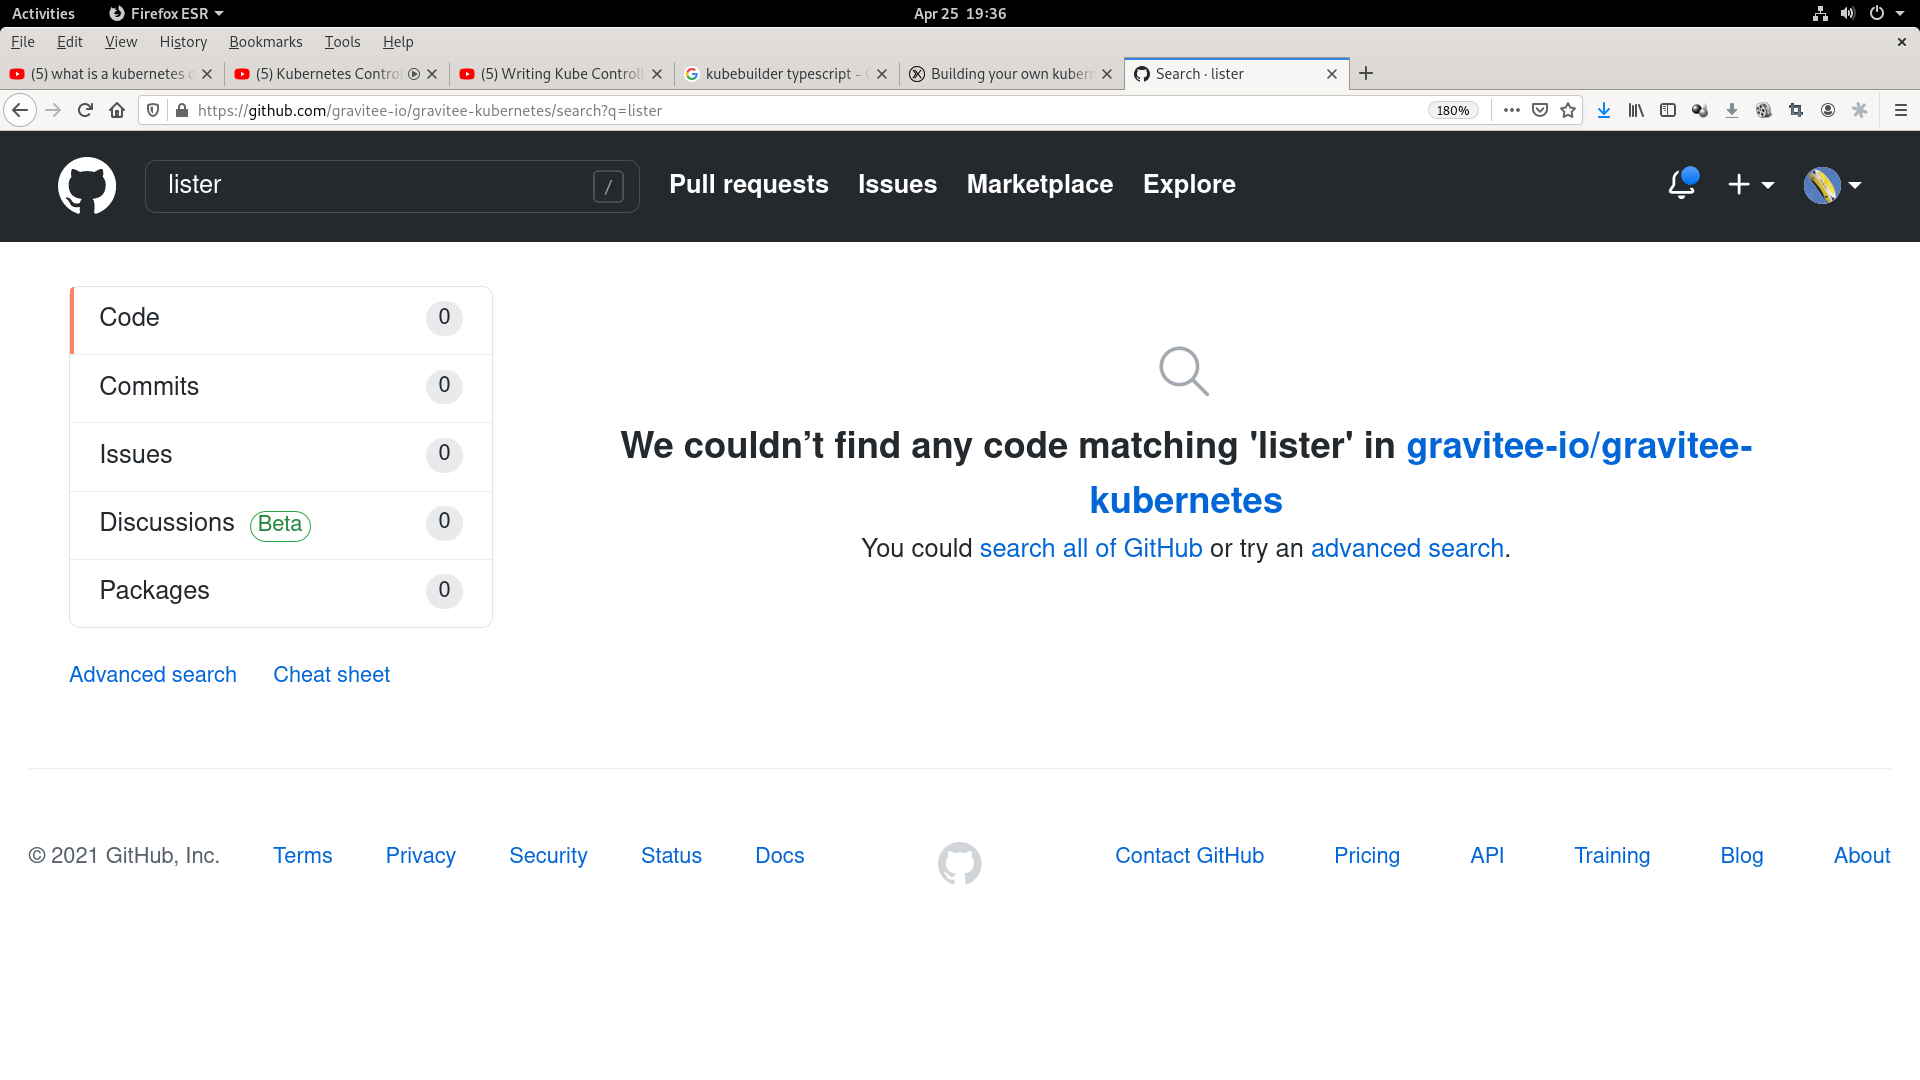 Activities Firefox ESR Apr 25 19:36
File Edit View History Bookmarks Tools Help
(5) what is a kubernetes (5) Kubernetes Control (5) Writing Kube Controll kubebuilder typescript - Building your own kubern Search · lister
https://github.com/gravitee-io/gravitee-kubernetes/search?q=lister 180%
lister / Pull requests Issues Marketplace Explore
Code 0
Commits 0
Issues 0
Discussions Beta 0
Packages 0
Advanced search Cheat sheet
We couldn’t find any code matching 'lister' in gravitee-io/gravitee-
kubernetes
You could search all of GitHub or try an advanced search.
© 2021 GitHub, Inc. Terms Privacy Security Status Docs Contact GitHub Pricing API Training Blog About